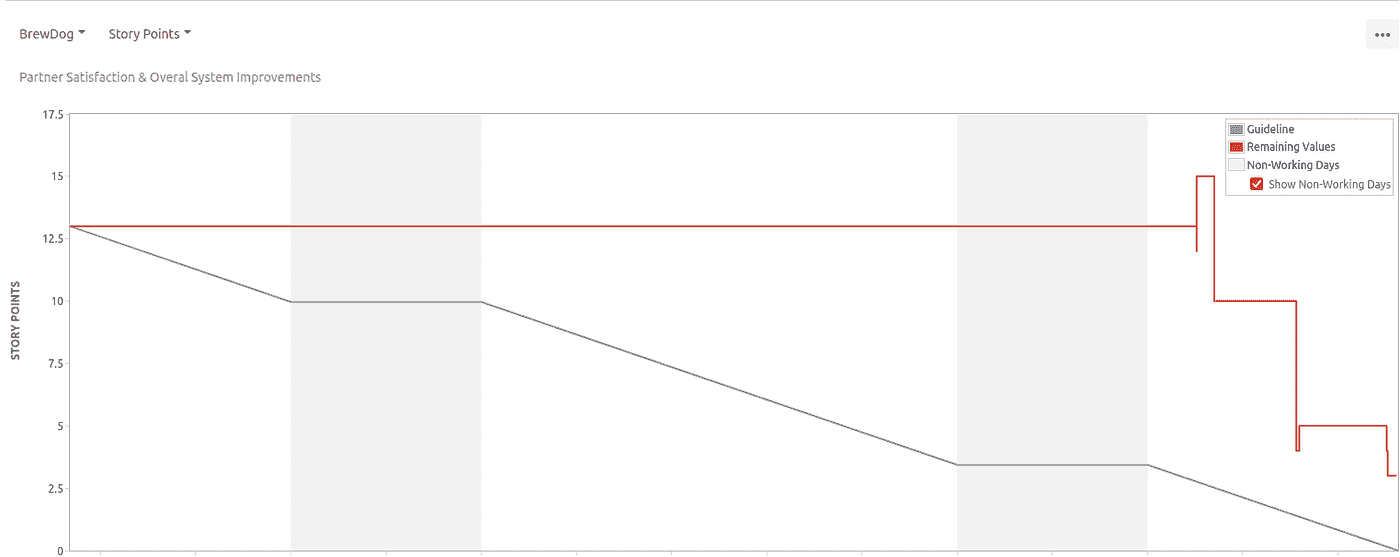 BrewDog Story Points
Partner Satisfaction & Overal System Improvements
17.5
15
12.5
10
7.5
5
2.5
0
STORY POINTS
Guideline
Remaining Values
Non-Working Days
Show Non-Working Days